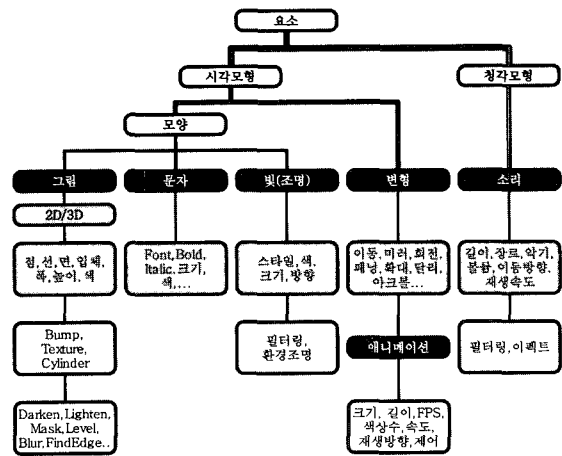 요소
시각모형
청각모형
모양
그림
문자
빛(조명)
변형
소리
2D/3D
점,선,면,입체,
폭,높이,색
Font,Bold,
Italic,크기,
색,...
스타일,색,
크기,방향
이동,미러,회전,
패닝,확대,달리,
아크볼...
길이,장르,악기,
볼륨,이동방향,
재생속도
Bump,
Texture,
Cylinder
필터링,
환경조명
애니메이션
필터링,이펙트
Darken,Lighten,
Mask,Level,
Blur,FindEdge..
크기, 길이,FPS,
색상수,속도,
재생방향,제어